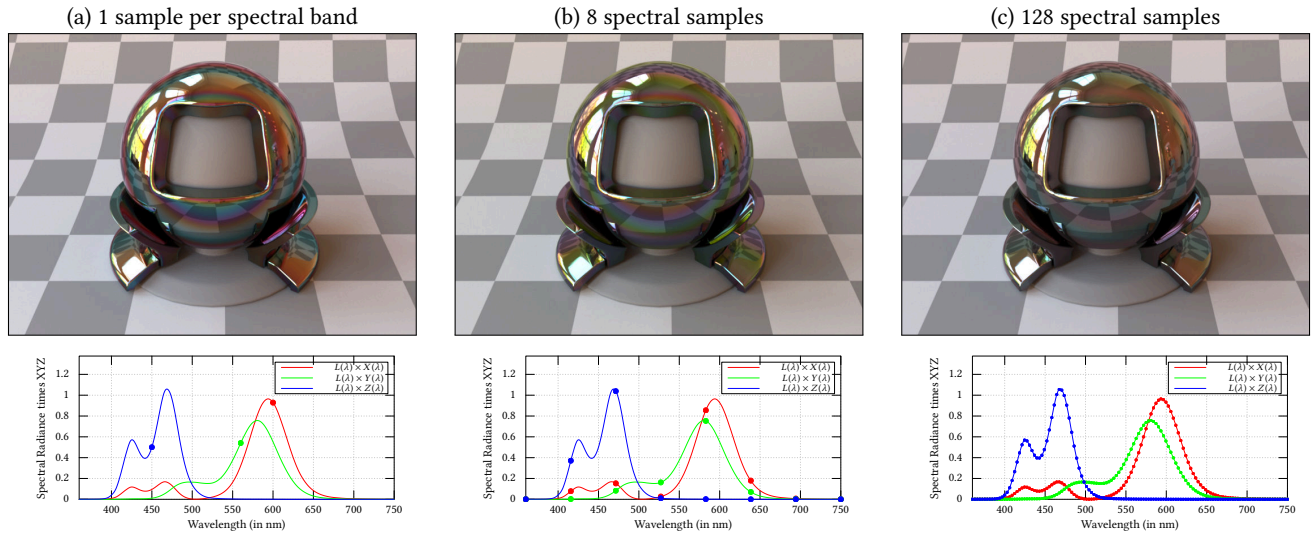 (a) 1 sample per spectral band
(b) 8 spectral samples
(c) 128 spectral samples
Spectral Radiance times XYZ
1.2
1
0.8
0.6
0.4
0.2
0
L(λ) × X(λ)
L(λ) × Y(λ)
L(λ) × Z(λ)
400 450 500 550 600 650 700 750
Wavelength (in nm)
Spectral Radiance times XYZ
1.2
1
0.8
0.6
0.4
0.2
0
L(λ) × X(λ)
L(λ) × Y(λ)
L(λ) × Z(λ)
400 450 500 550 600 650 700 750
Wavelength (in nm)
Spectral Radiance times XYZ
1.2
1
0.8
0.6
0.4
0.2
0
L(λ) × X(λ)
L(λ) × Y(λ)
L(λ) × Z(λ)
400 450 500 550 600 650 700 750
Wavelength (in nm)